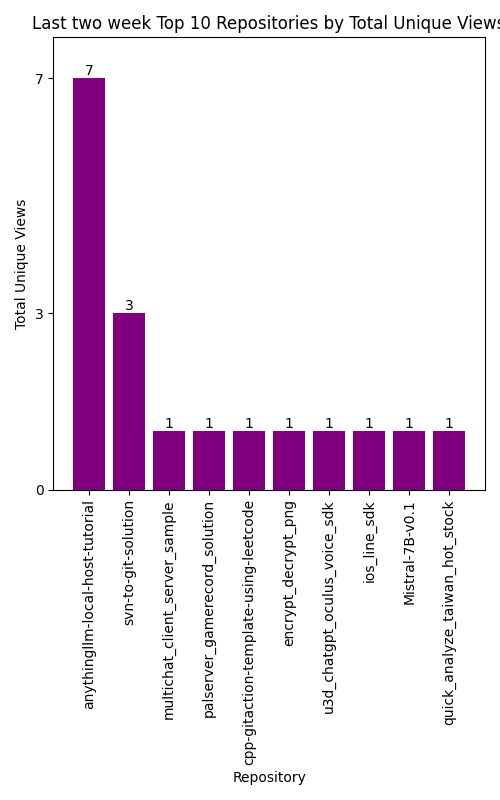 Last two week Top 10 Repositories by Total Unique Views
7
3
0
Total Unique Views
7
3
1
1
1
1
1
1
1
1
anythingllm-local-host-tutorial
svn-to-git-solution
multichat_client_server_sample
palserver_gamerecord_solution
cpp-gitaction-template-using-leetcode
encrypt_decrypt_png
u3d_chatgpt_oculus_voice_sdk
ios_line_sdk
Mistral-7B-v0.1
quick_analyze_taiwan_hot_stock
Repository